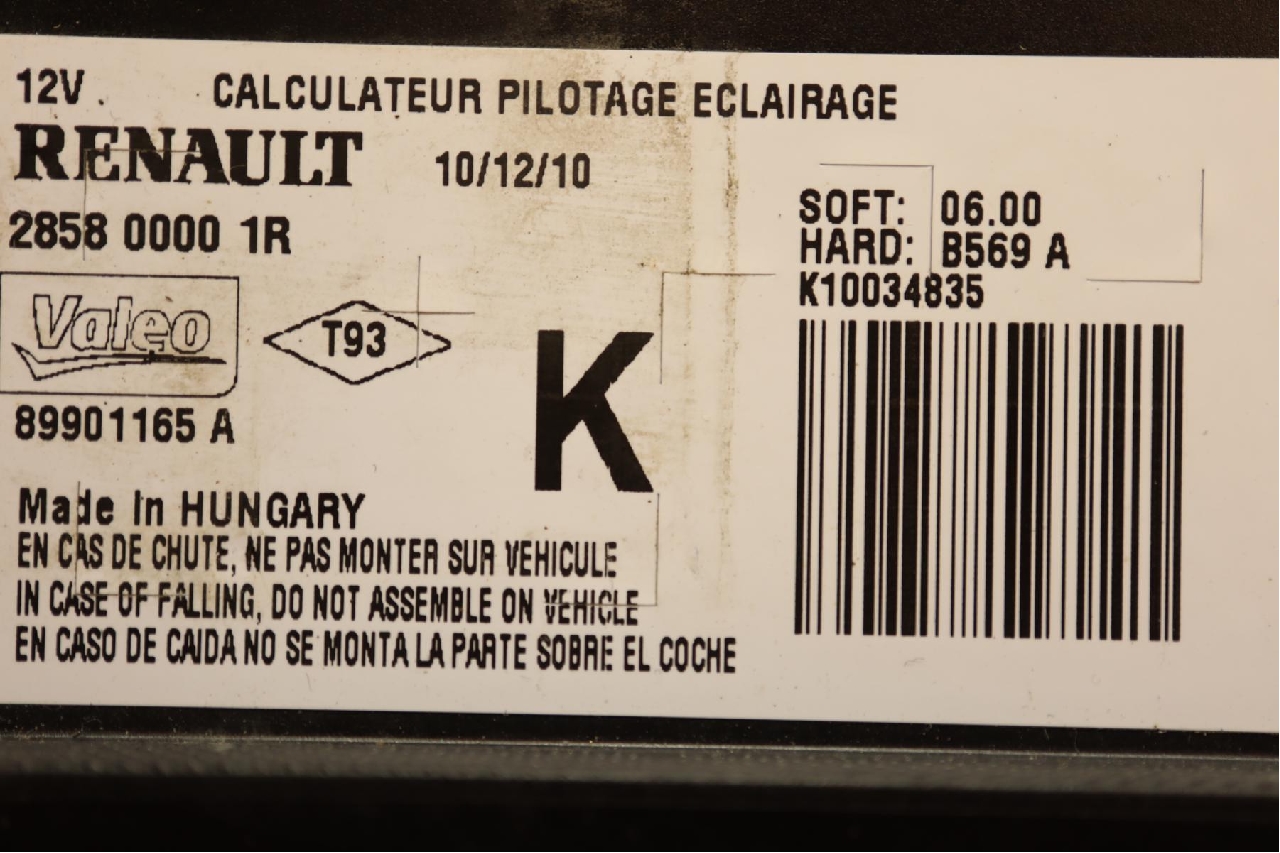 12V. CALCULATEUR PILOTAGE ECLAIRAGE
RENAULT 10/12/10
2858 0000 1R
SOFT: 06.00
HARD: B569 A
K10034835
Valeo
T93
K
89901165 A
Made In HUNGARY
EN CAS DE CHUTE, NE PAS MONTER SUR VEHICULE
IN CASE OF FALLING, DO NOT ASSEMBLE ON VEHICLE
EN CASO DE CAIDA NO SE MONTA LA PARTE SOBRE EL COCHE